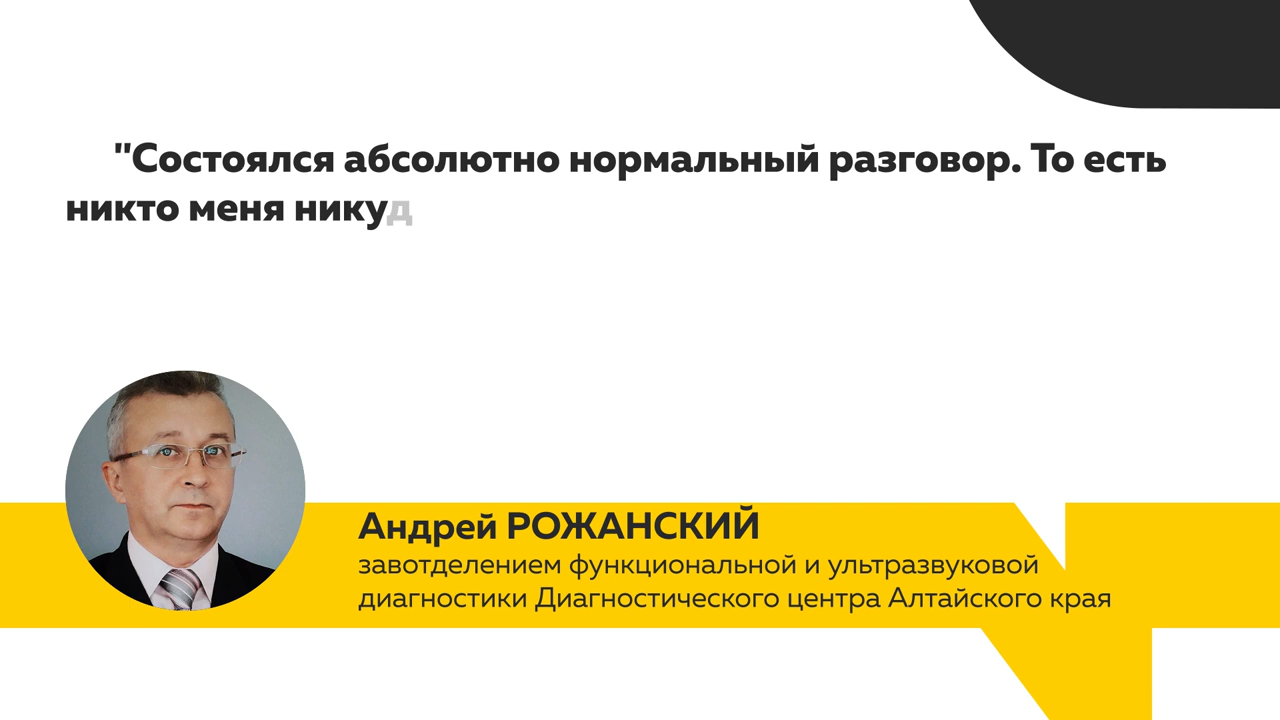 "Состоялся абсолютно нормальный разговор. То есть
никто меня никуд
Андрей РОЖАНСКИЙ
завотделением функциональной и ультразвуковой
диагностики Диагностического центра Алтайского края